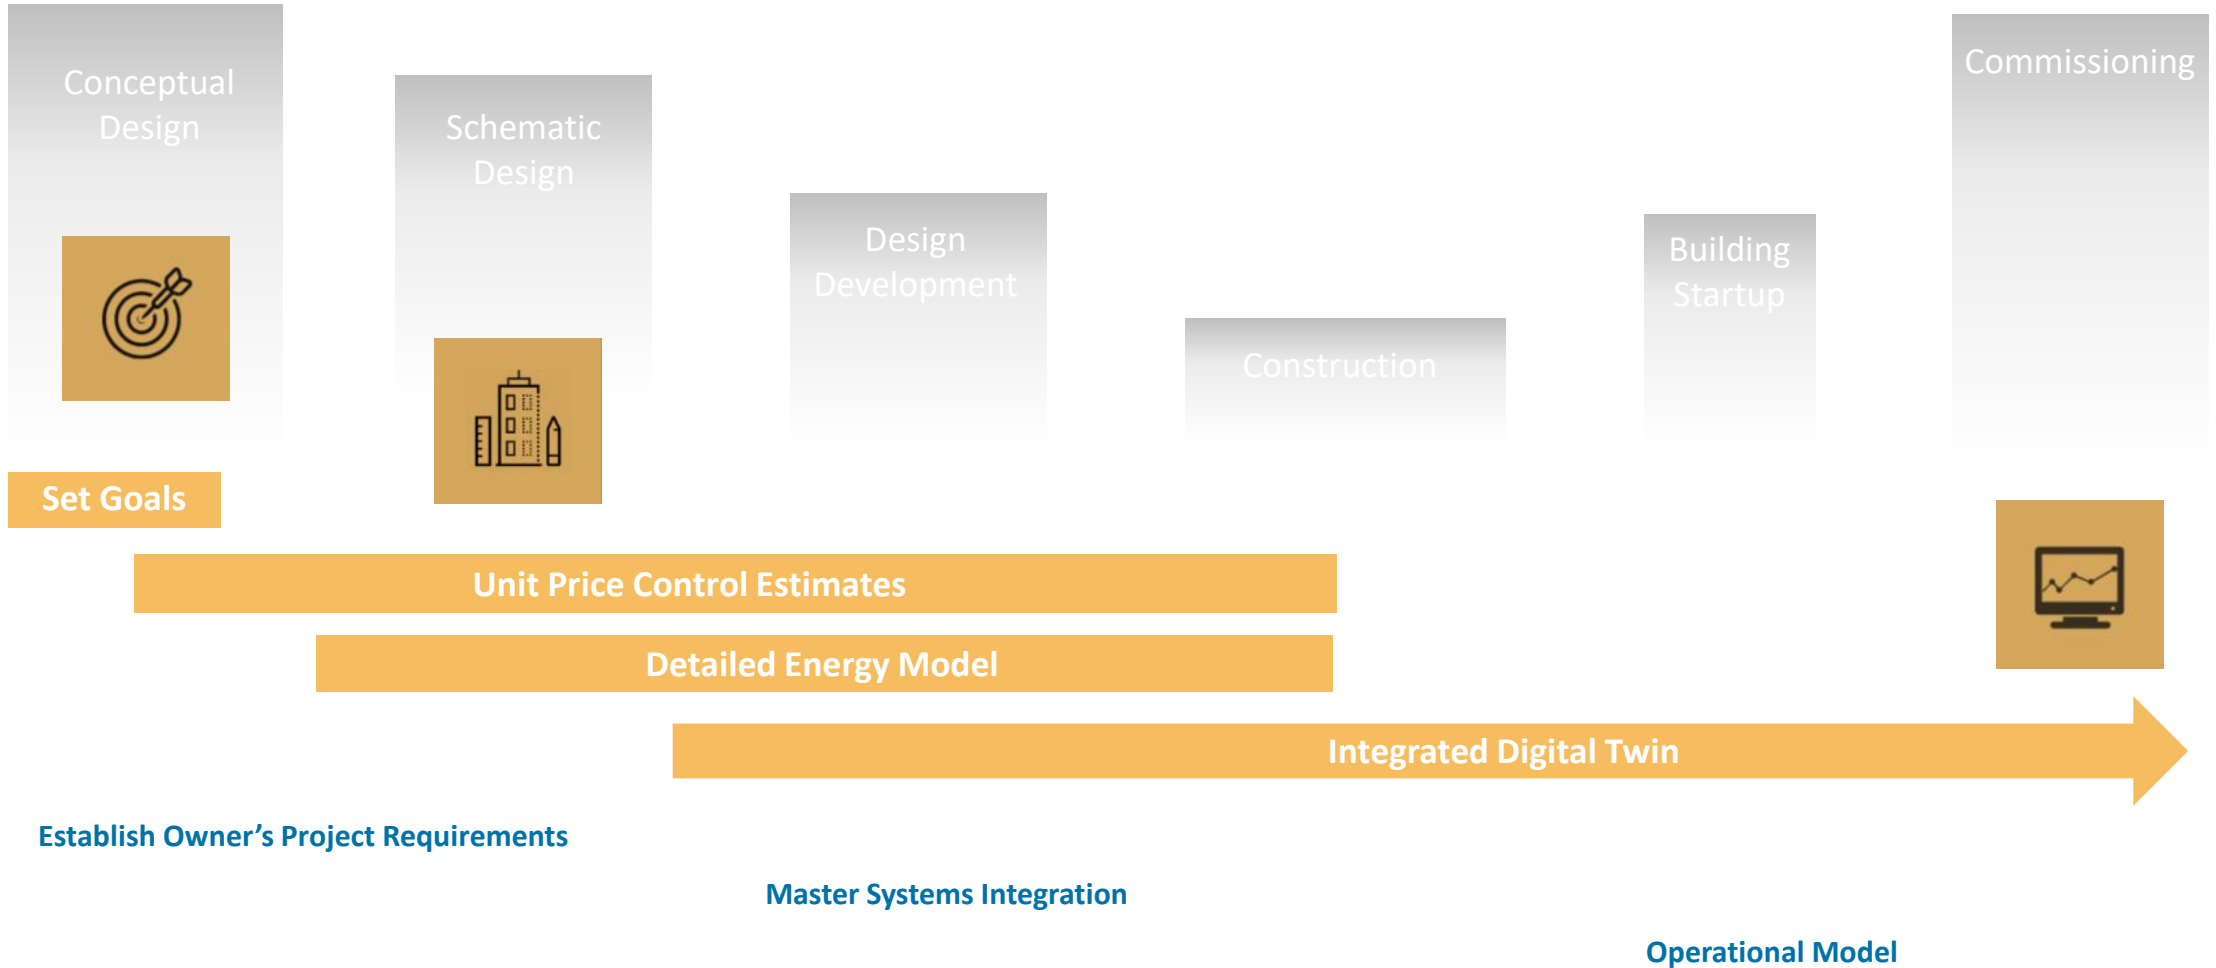 Conceptual
Design
Schematic
Design
Design
Development
Construction
Building
Startup
Commissioning
Set Goals
Unit Price Control Estimates
Detailed Energy Model
Integrated Digital Twin
Establish Owner’s Project Requirements
Master Systems Integration
Operational Model